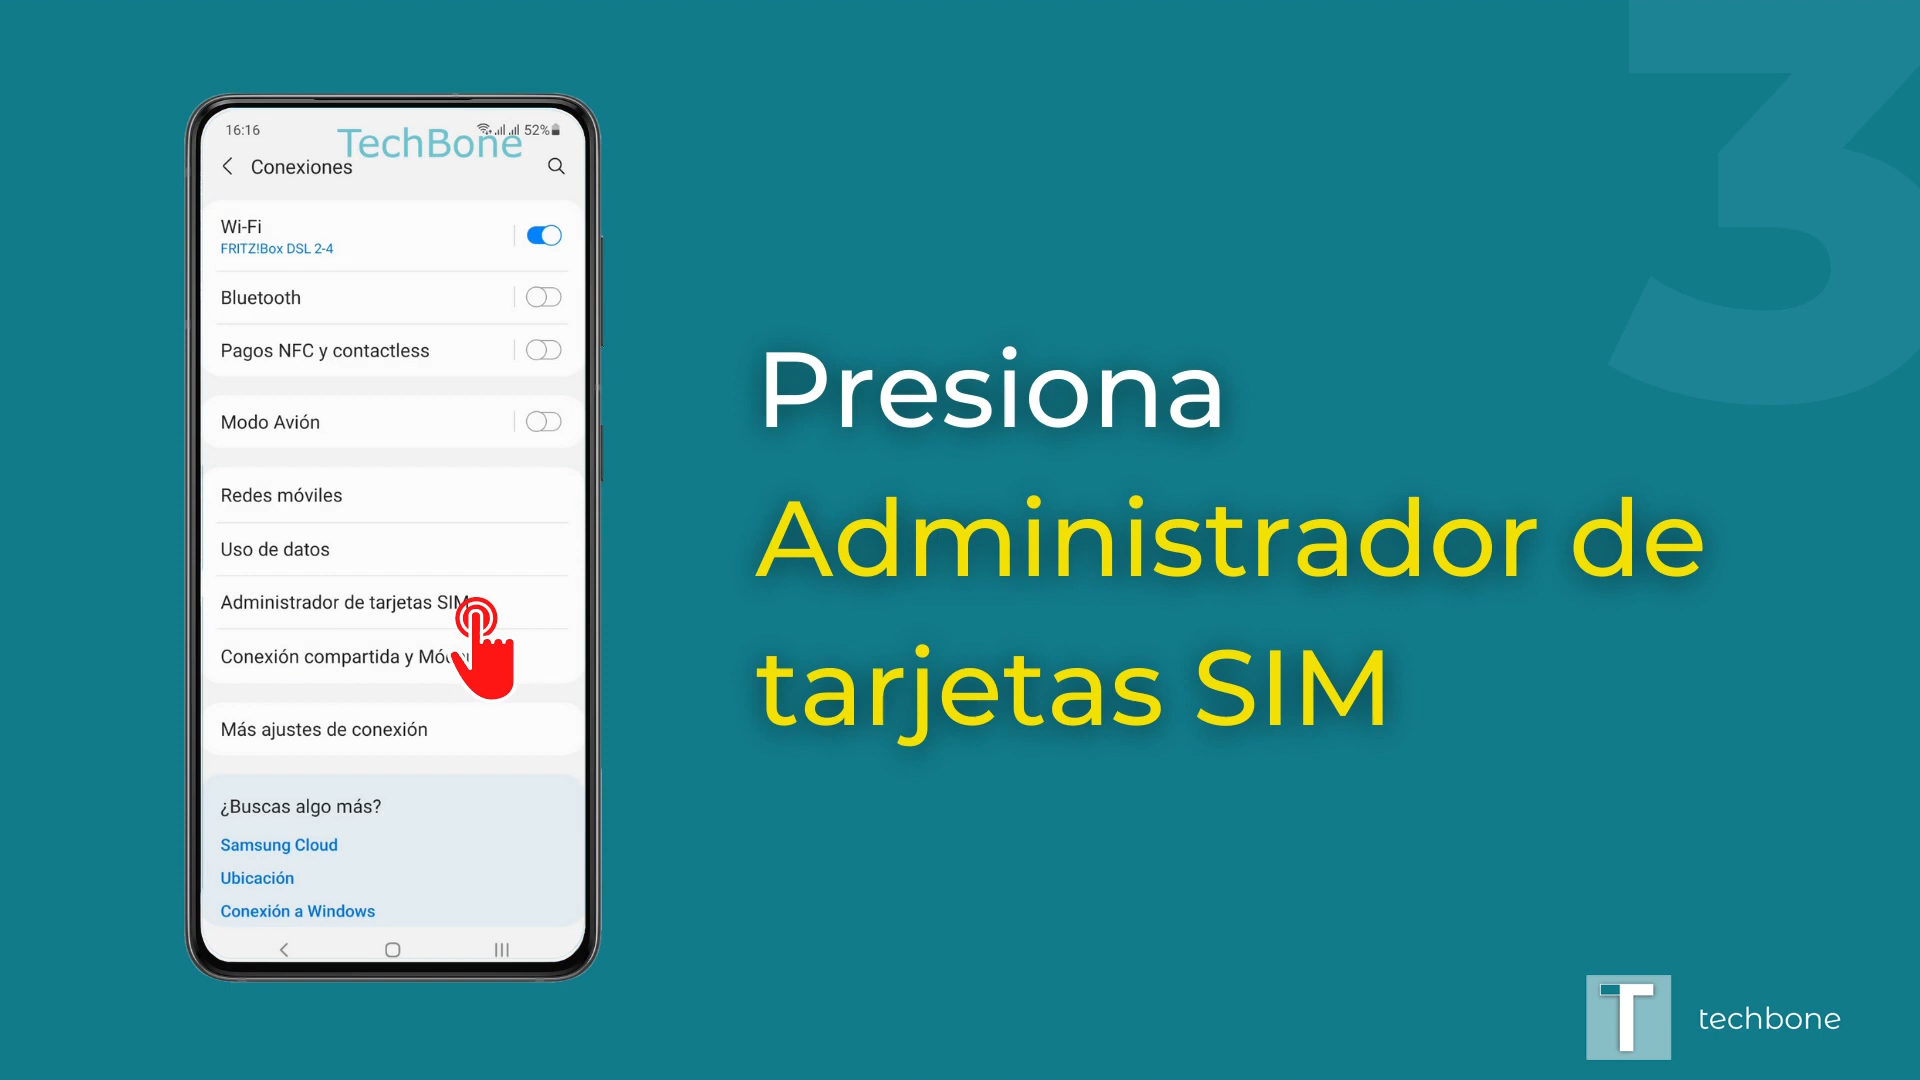 3
16:16
52%
TechBone
Conexiones
Wi-Fi
FRITZ!Box DSL 2-4
Bluetooth
Pagos NFC y contactless
Modo Avión
Redes móviles
Uso de datos
Administrador de tarjetas SIM
Conexión compartida y
Más ajustes de conexión
¿Buscas algo más?
Samsung Cloud
Ubicación
Conexión a Windows
Presiona
Administrador de
tarjetas SIM
T
techbone